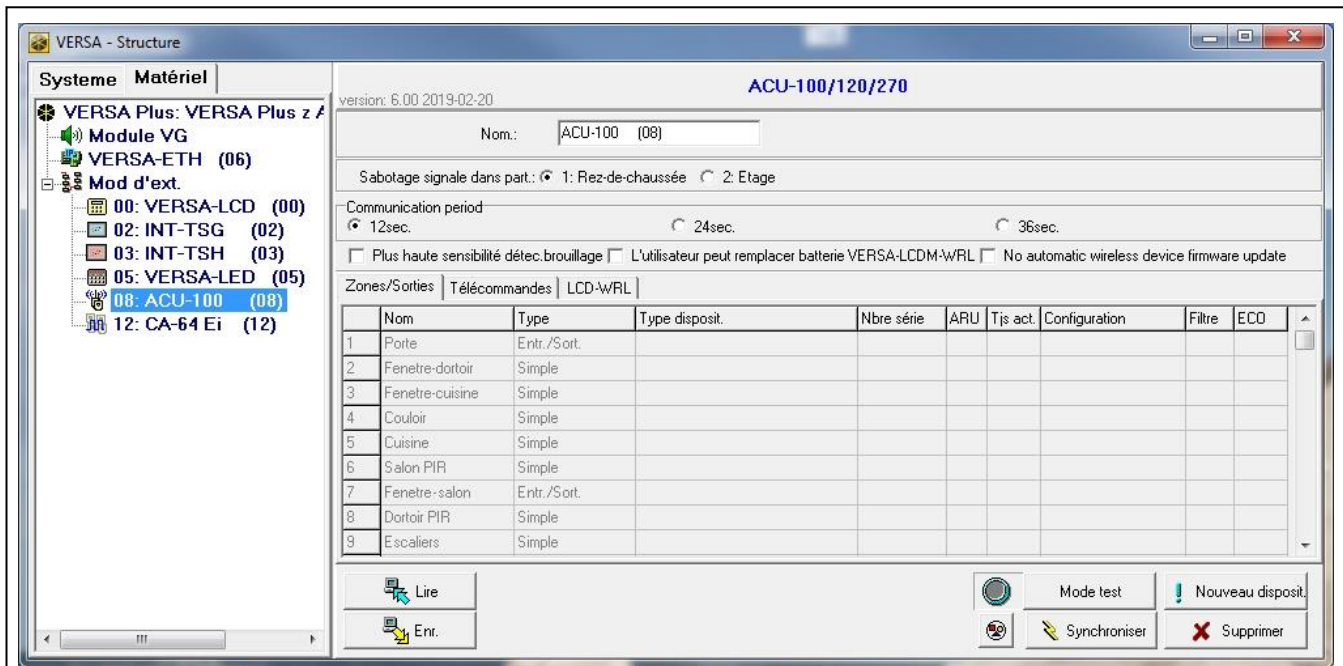 VERSA - Structure
Systeme Matériel
VERSA Plus: VERSA Plus z A
Module VG
VERSA-ETH (06)
Mod d'ext.
00: VERSA-LCD (00)
02: INT-TSG (02)
03: INT-TSH (03)
05: VERSA-LED (05)
08: ACU-100 (08)
12: CA-64 Ei (12)
ACU-100/120/270
version: 6.00 2019-02-20
Nom.: ACU-100 (08)
Sabotage signale dans part.: 1: Rez-de-chaussée 2: Etage
Communication period
12sec. 24sec. 36sec.
Plus haute sensibilité détec.brouillage L'utilisateur peut remplacer batterie VERSA-LCDM-WRL No automatic wireless device firmware update
Zones/Sorties Télécommandes LCD-WRL
Nom Type Type disposit. Nbre série ARU Tjs act. Configuration Filtre ECO
1 Porte Entr./Sort.
2 Fenetre-dortoir Simple
3 Fenetre-cuisine Simple
4 Couloir Simple
5 Cuisine Simple
6 Salon PIR Simple
7 Fenetre-salon Entr./Sort.
8 Dortoir PIR Simple
9 Escaliers Simple
Lire Mode test Nouveau disposit.
Enr. Synchroniser Supprimer